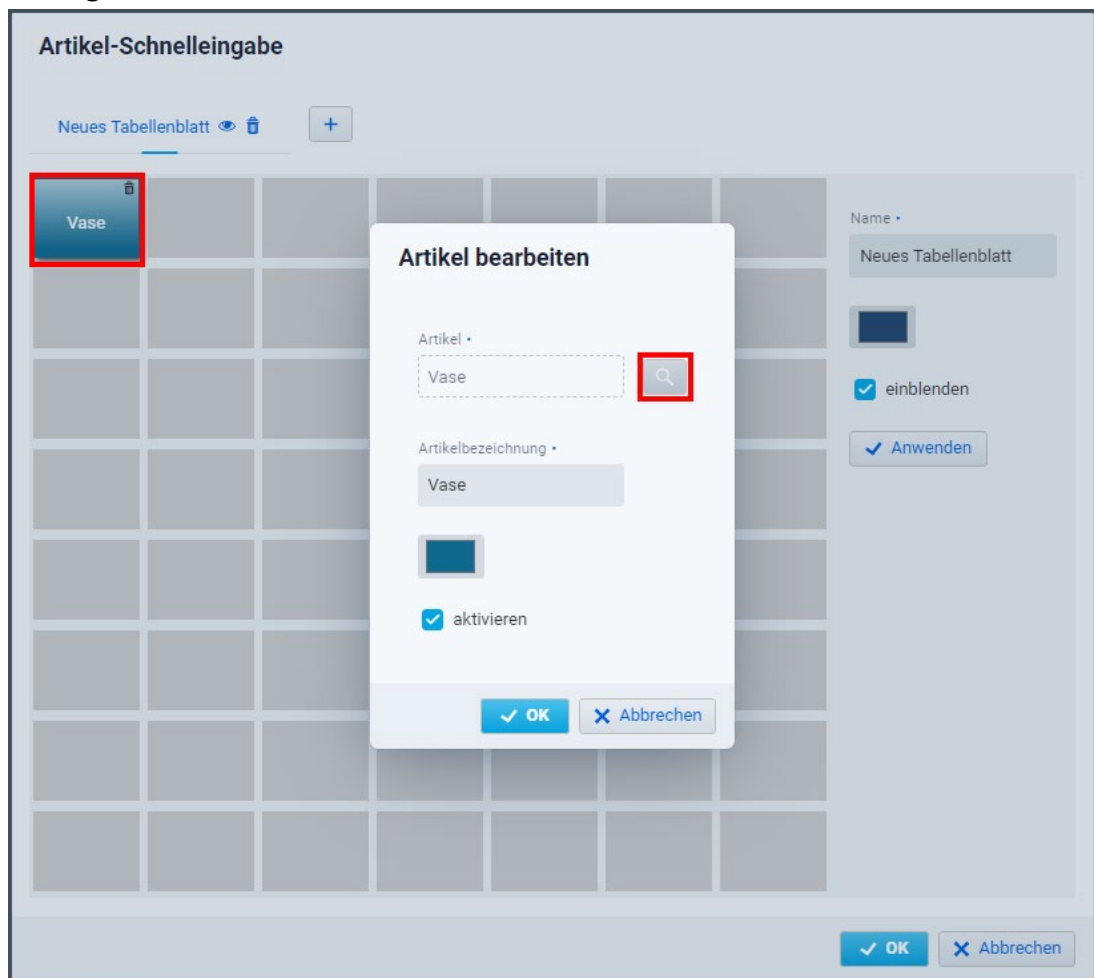 Artikel-Schnelleingabe
Neues Tabellenblatt
+
Vase
Name •
Neues Tabellenblatt
einblenden
Anwenden
Artikel bearbeiten
Artikel •
Vase
Artikelbezeichnung •
Vase
aktivieren
OK
Abbrechen
OK
Abbrechen